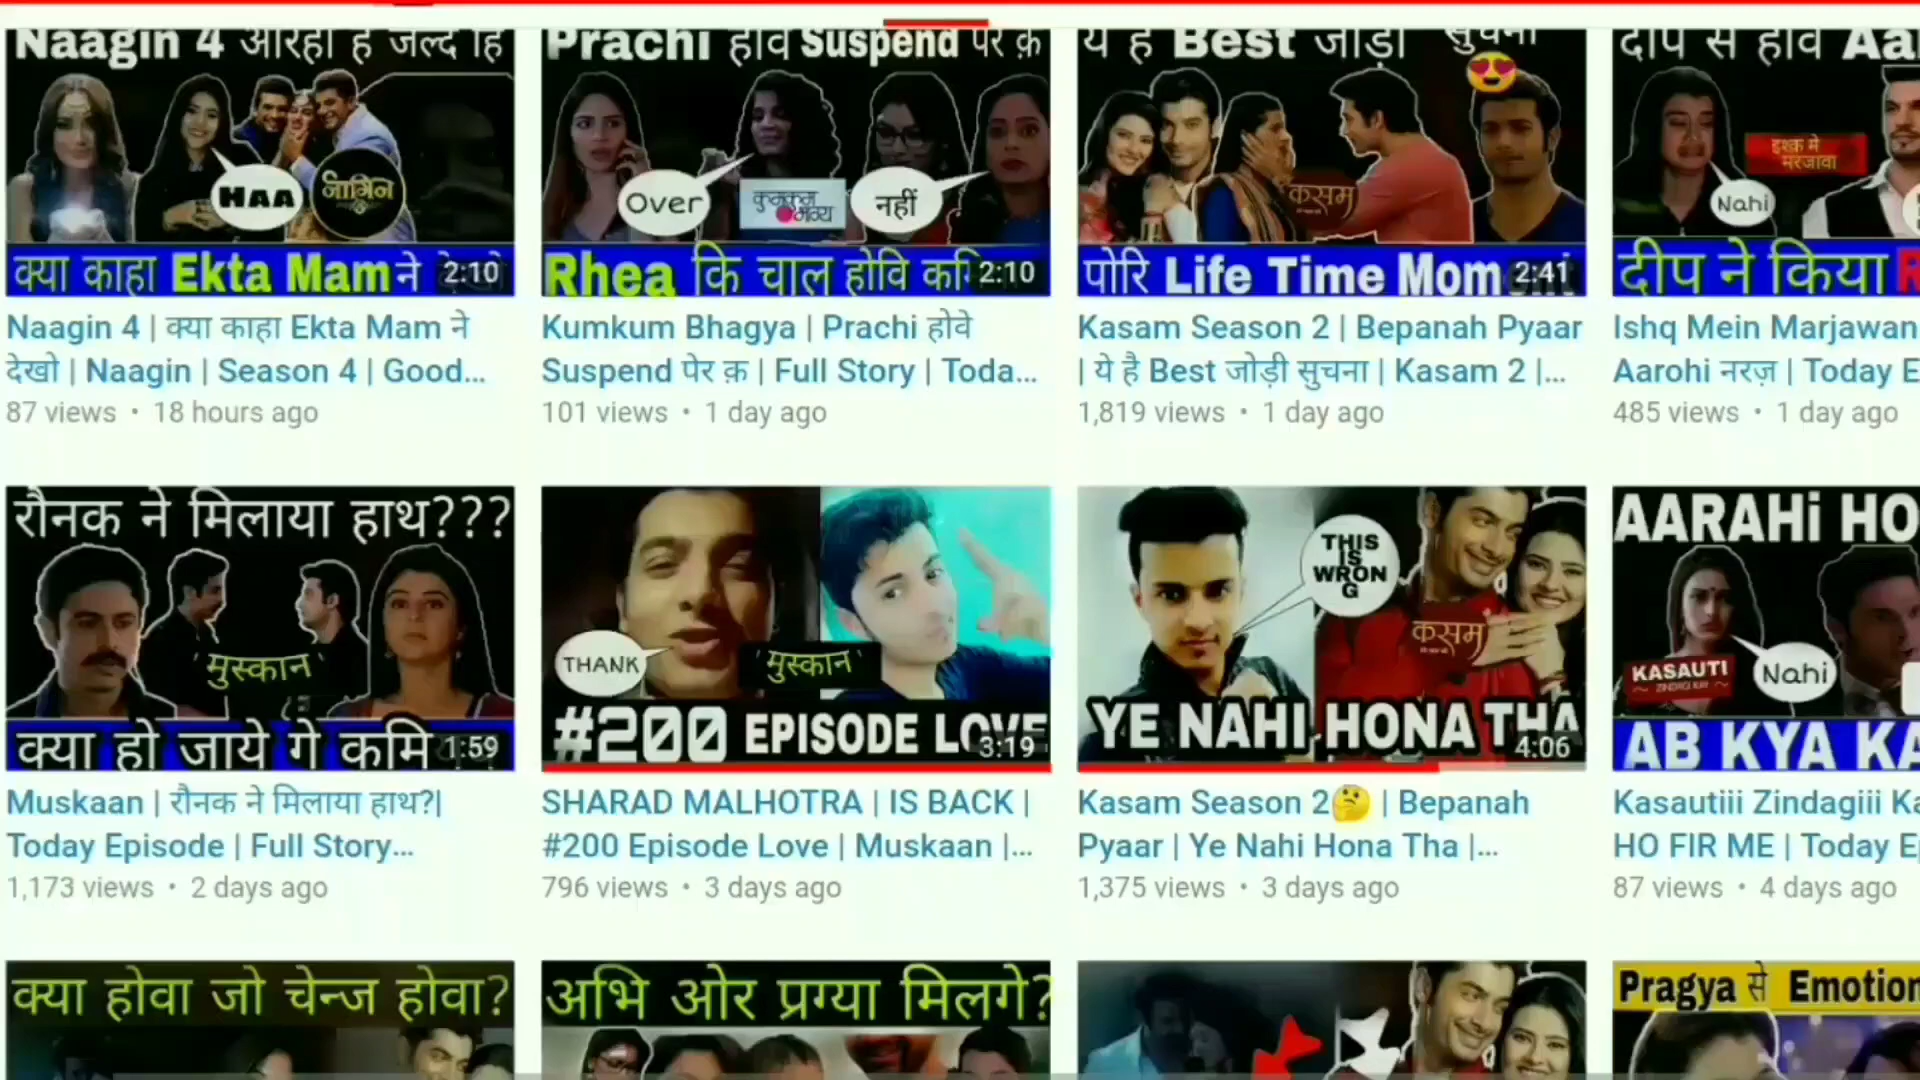 Naagin 4 आरहा है जल्द हि
HAA
नागिन
क्या काहा Ekta Mam ने
2:10
Naagin 4 | क्या काहा Ekta Mam ने
देखो | Naagin | Season 4 | Good...
87 views • 18 hours ago
Prachi होवे Suspend पेर क़
Over
कुमकुम
भाग्य
नहीं
Rhea कि चाल होवि
2:10
Kumkum Bhagya | Prachi होवे
Suspend पेर क़ | Full Story | Toda...
101 views • 1 day ago
ये है Best जोड़ी सुचना
कसम
पोरि Life Time Mom
2:41
Kasam Season 2 | Bepanah Pyaar
| ये है Best जोड़ी सुचना | Kasam 2 |...
1,819 views • 1 day ago
दीप से होवे Aa
इश्क़ में
मरजावां
Nahi
दीप ने किया R
Ishq Mein Marjawan
Aarohi नरज़ | Today E
485 views • 1 day ago
रौनक ने मिलाया हाथ???
मुस्कान
क्या हो जाये गे कमि
1:59
Muskaan | रौनक ने मिलाया हाथ?|
Today Episode | Full Story...
1,173 views • 2 days ago
THANK
मुस्कान
#200 EPISODE LOVE
3:19
SHARAD MALHOTRA | IS BACK |
#200 Episode Love | Muskaan |...
796 views • 3 days ago
THIS
IS
WRON
G
कसम
YE NAHI HONA THA
4:06
Kasam Season 2🤔 | Bepanah
Pyaar | Ye Nahi Hona Tha |...
1,375 views • 3 days ago
AARAHi HO
KASAUTI
ZINDAGII KAY
Nahi
AB KYA KA
Kasautiii Zindagiii Ka
HO FIR ME | Today E
87 views • 4 days ago
क्या होवा जो चेन्ज होवा?
अभि ओर प्रग्या मिलगे?
Pragya से Emotion